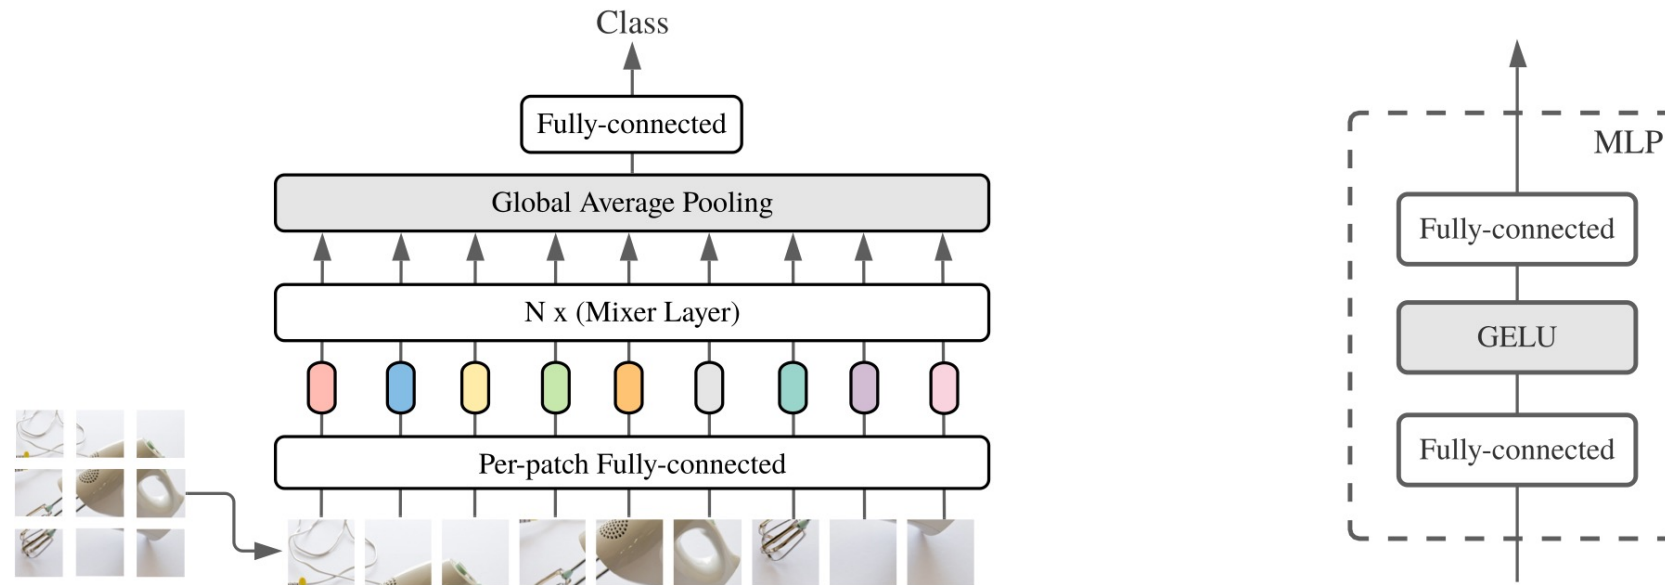 Class
Fully-connected
Global Average Pooling
N x (Mixer Layer)
Per-patch Fully-connected
MLP
Fully-connected
GELU
Fully-connected